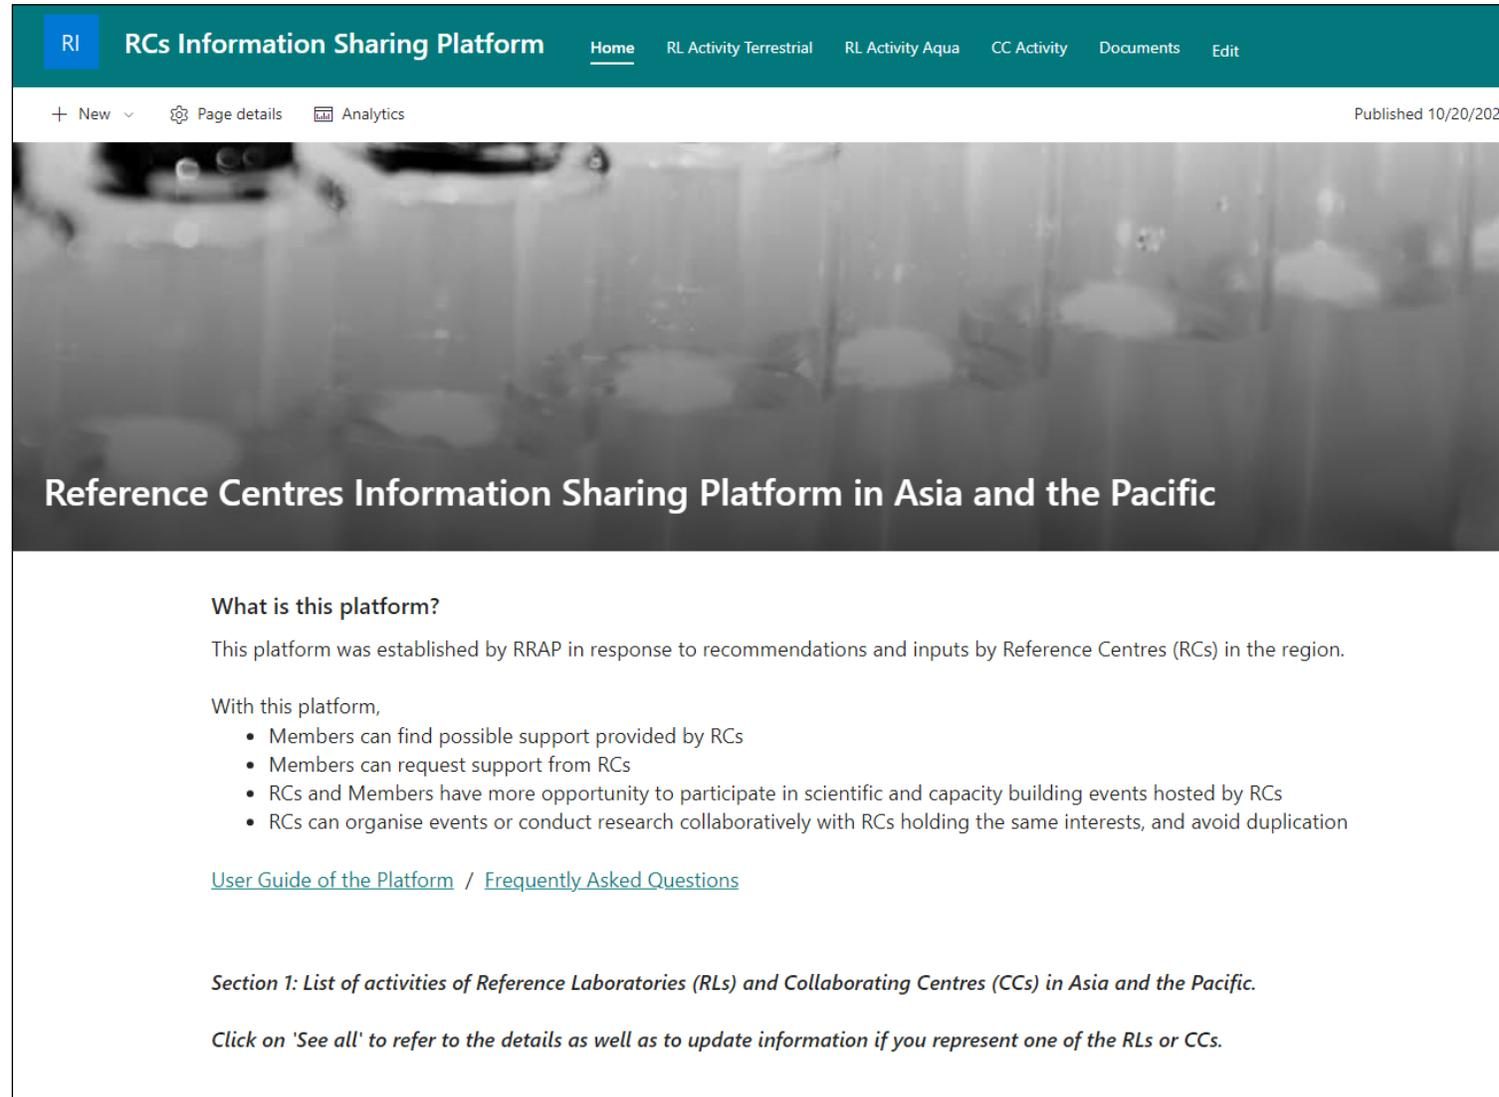 RI
RCs Information Sharing Platform
Home RL Activity Terrestrial RL Activity Aqua CC Activity Documents Edit
+ New Page details Analytics
Published 10/20/202
Reference Centres Information Sharing Platform in Asia and the Pacific
What is this platform?
This platform was established by RRAP in response to recommendations and inputs by Reference Centres (RCs) in the region.
With this platform,
• Members can find possible support provided by RCs
• Members can request support from RCs
• RCs and Members have more opportunity to participate in scientific and capacity building events hosted by RCs
• RCs can organise events or conduct research collaboratively with RCs holding the same interests, and avoid duplication
User Guide of the Platform / Frequently Asked Questions
Section 1: List of activities of Reference Laboratories (RLs) and Collaborating Centres (CCs) in Asia and the Pacific.
Click on 'See all' to refer to the details as well as to update information if you represent one of the RLs or CCs.